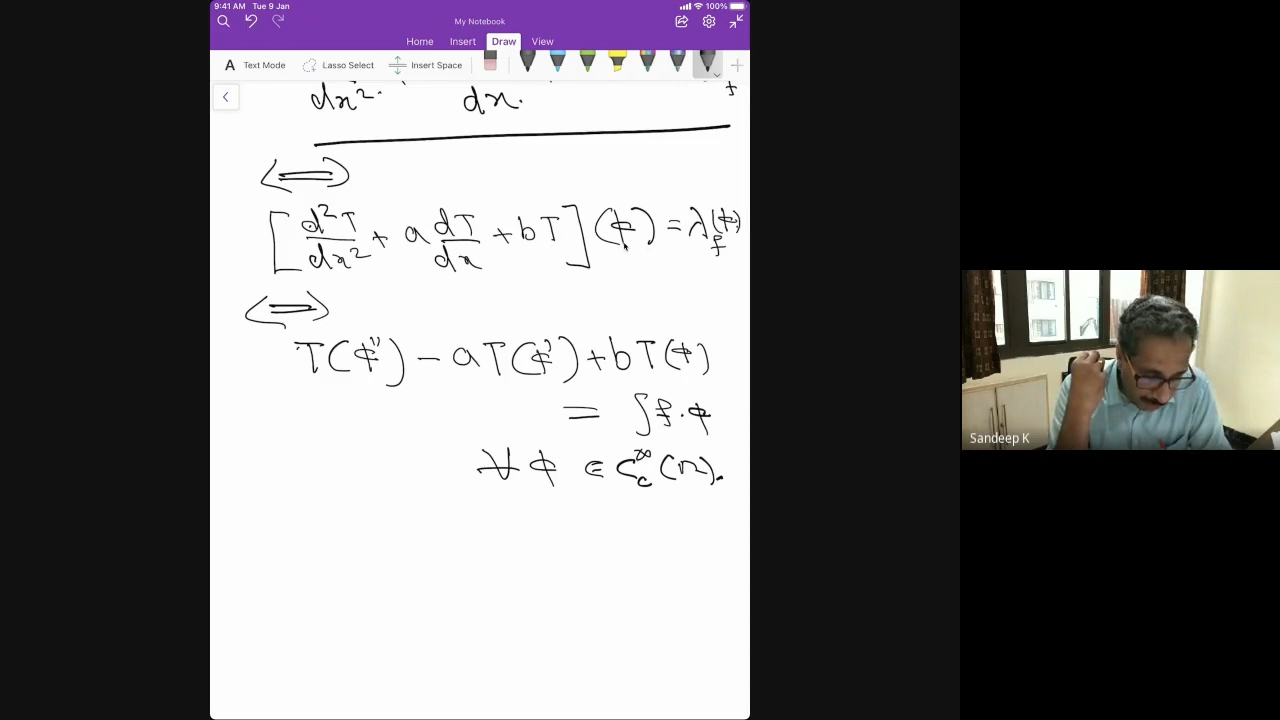 9:41 AM Tue 9 Jan
100%
My Notebook
Home Insert Draw View
A Text Mode Lasso Select Insert Space
dx². dx.
⟺
[d²T/dx² + a dT/dx + bT](ϕ) = λ_f(ϕ)
⟺
T(ϕ'') − aT(ϕ') + bT(ϕ)
= ∫f·ϕ
∀ ϕ ∈ C_c^∞(Ω).
Sandeep K